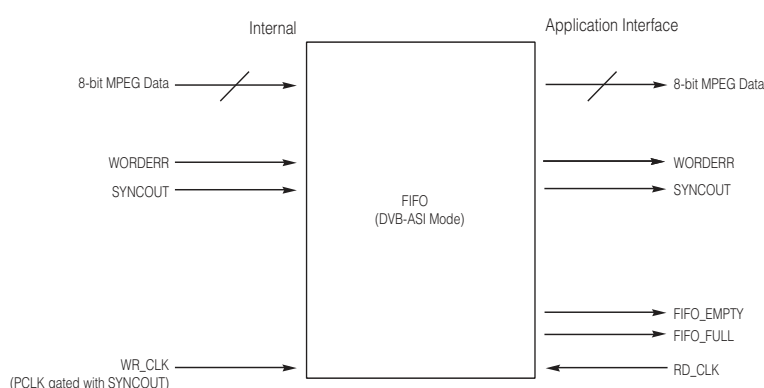 Internal
Application Interface
8-bit MPEG Data
8-bit MPEG Data
WORDERR
WORDERR
SYNCOUT
SYNCOUT
FIFO
(DVB-ASI Mode)
FIFO_EMPTY
FIFO_FULL
WR_CLK
(PCLK gated with SYNCOUT)
RD_CLK